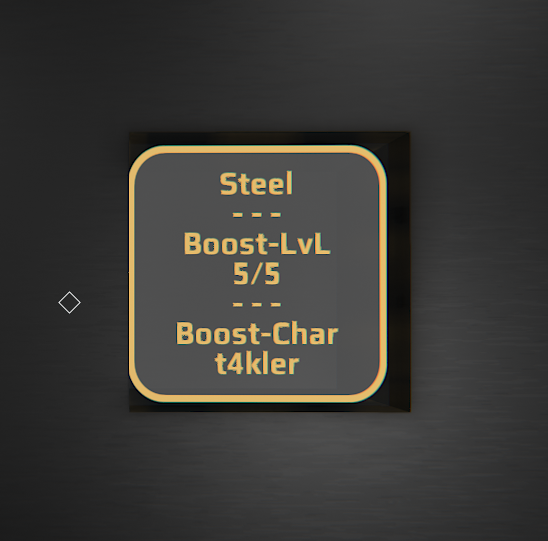 Steel
- - -
Boost-LvL
5/5
- - -
Boost-Char
t4kler